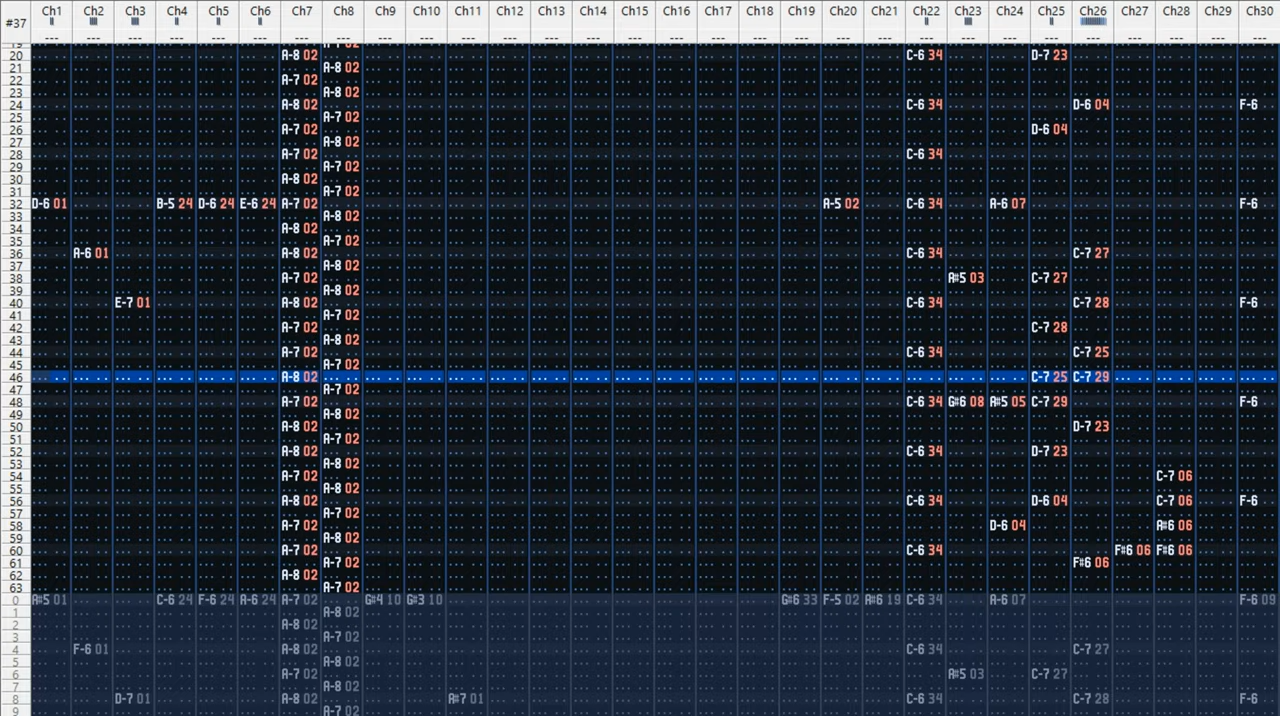 #37 Ch1 Ch2 Ch3 Ch4 Ch5 Ch6 Ch7 Ch8 Ch9 Ch10 Ch11 Ch12 Ch13 Ch14 Ch15 Ch16 Ch17 Ch18 Ch19 Ch20 Ch21 Ch22 Ch23 Ch24 Ch25 Ch26 Ch27 Ch28 Ch29 Ch30
--- --- --- --- --- --- --- --- --- --- --- --- --- --- --- --- --- --- --- --- --- --- --- --- --- --- --- --- --- ---
20 A-8 02 C-6 34 D-7 23
21 A-8 02
22 A-7 02
23 A-8 02
24 A-8 02 C-6 34 D-6 04 F-6
25 A-7 02
26 A-7 02 D-6 04
27 A-8 02
28 A-7 02 C-6 34
29 A-7 02
30 A-8 02
31 A-7 02
32 D-6 01 B-5 24 D-6 24 E-6 24 A-7 02 A-5 02 C-6 34 A-6 07 F-6
33 A-8 02
34 A-8 02
35 A-7 02
36 A-6 01 A-8 02 C-6 34 C-7 27
37 A-8 02
38 A-7 02 A#5 03 C-7 27
39 A-8 02
40 E-7 01 A-8 02 C-6 34 C-7 28 F-6
41 A-7 02
42 A-7 02 C-7 28
43 A-8 02
44 A-7 02 C-6 34 C-7 25
45 A-7 02
46 A-8 02 C-7 25 C-7 29
47 A-7 02
48 A-7 02 C-6 34 G#6 08 A#5 05 C-7 29 F-6
49 A-8 02
50 A-8 02 D-7 23
51 A-7 02
52 A-8 02 C-6 34 D-7 23
53 A-8 02
54 A-7 02 C-7 06
55 A-8 02
56 A-8 02 C-6 34 D-6 04 C-7 06 F-6
57 A-7 02
58 A-7 02 D-6 04 A#6 06
59 A-8 02
60 A-7 02 C-6 34 F#6 06 F#6 06
61 A-7 02 F#6 06
62 A-8 02
63 A-7 02
0 A#5 01 C-6 24 F-6 24 A-6 24 A-7 02 G#4 10 G#3 10 G#6 33 F-5 02 A#6 19 C-6 34 A-6 07 F-6 09
1 A-8 02
2 A-8 02
3 A-7 02
4 F-6 01 A-8 02 C-6 34 C-7 27
5 A-8 02
6 A-7 02 A#5 03 C-7 27
7 A-8 02
8 D-7 01 A-8 02 A#7 01 C-6 34 C-7 28 F-6
9 A-7 02